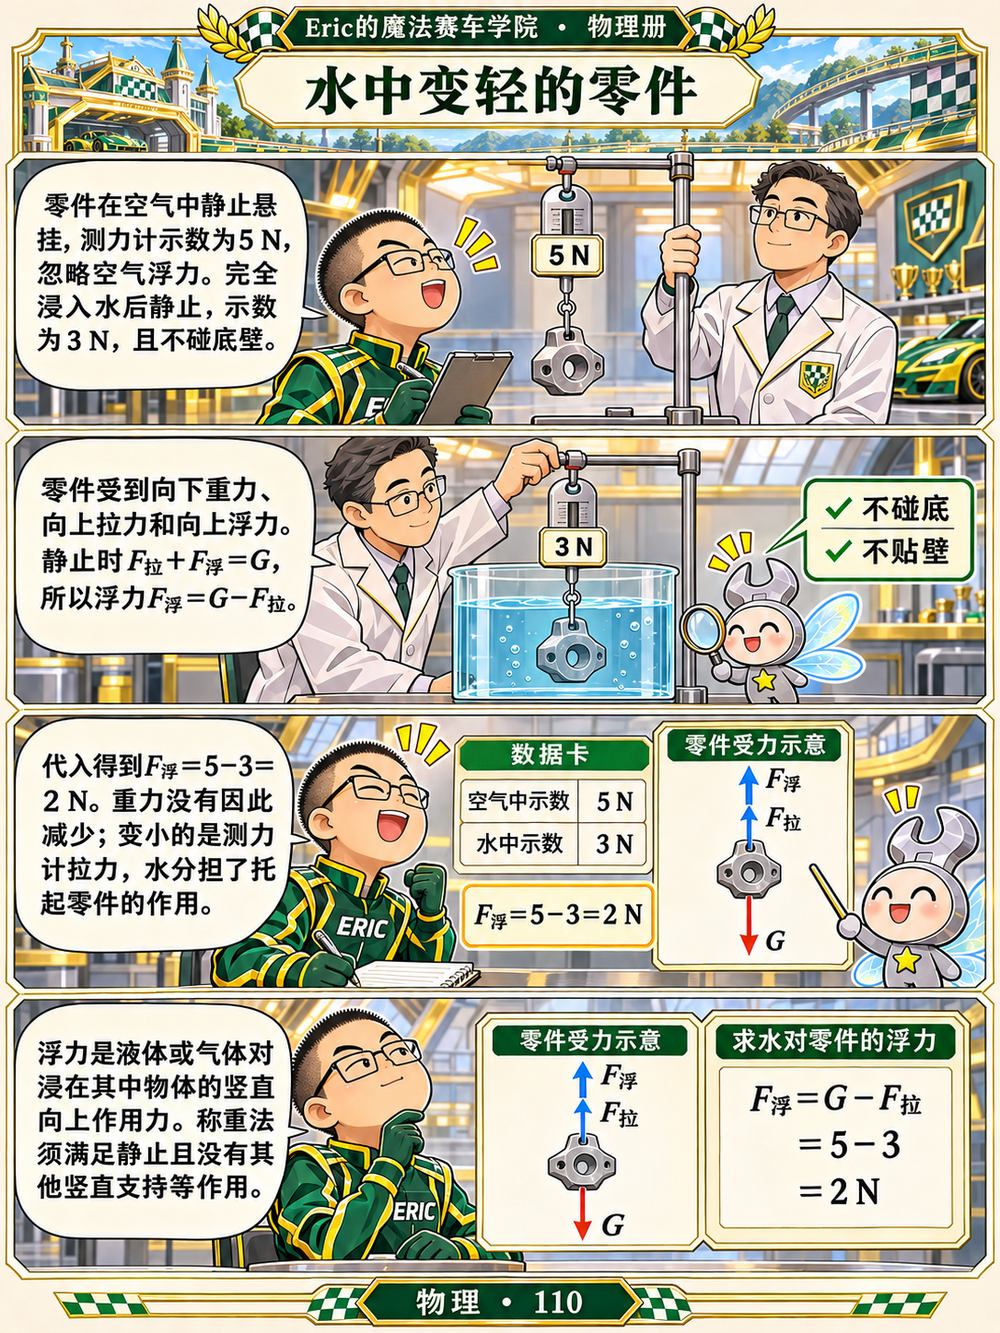 Eric的魔法赛车学院 · 物理册
水中变轻的零件
零件在空气中静止悬
挂，测力计示数为5 N，
忽略空气浮力。完全
浸入水后静止，示数
为3 N，且不碰底壁。
5 N
E
零件受到向下重力、
向上拉力和向上浮力。
静止时F拉＋F浮＝G，
所以浮力F浮＝G－F拉。
3 N
✓ 不碰底
✓ 不贴壁
代入得到F浮＝5－3＝
2 N。重力没有因此
减少；变小的是测力
计拉力，水分担了托
起零件的作用。
ERIC
数据卡
空气中示数 5 N
水中示数 3 N
F浮＝5－3＝2 N
零件受力示意
F浮
F拉
G
浮力是液体或气体对
浸在其中物体的竖直
向上作用力。称重法
须满足静止且没有其
他竖直支持等作用。
ERIC
零件受力示意
F浮
F拉
G
求水对零件的浮力
F浮＝G－F拉
＝5－3
＝2 N
物理 · 110